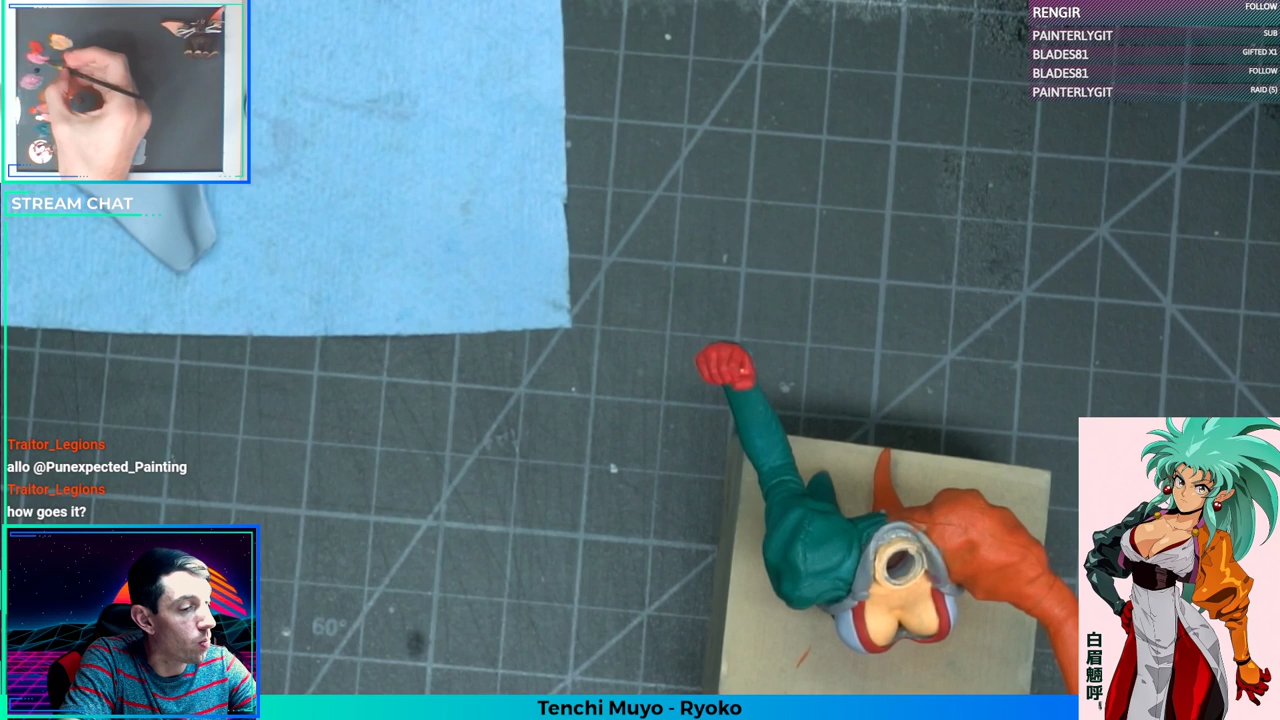 RENGIR FOLLOW
PAINTERLYGIT SUB
BLADES81 GIFTED X1
BLADES81 FOLLOW
PAINTERLYGIT RAID (5)
STREAM CHAT
Traitor_Legions
allo @Punexpected_Painting
Traitor_Legions
how goes it?
60°
白眉魎呼。
Tenchi Muyo - Ryoko